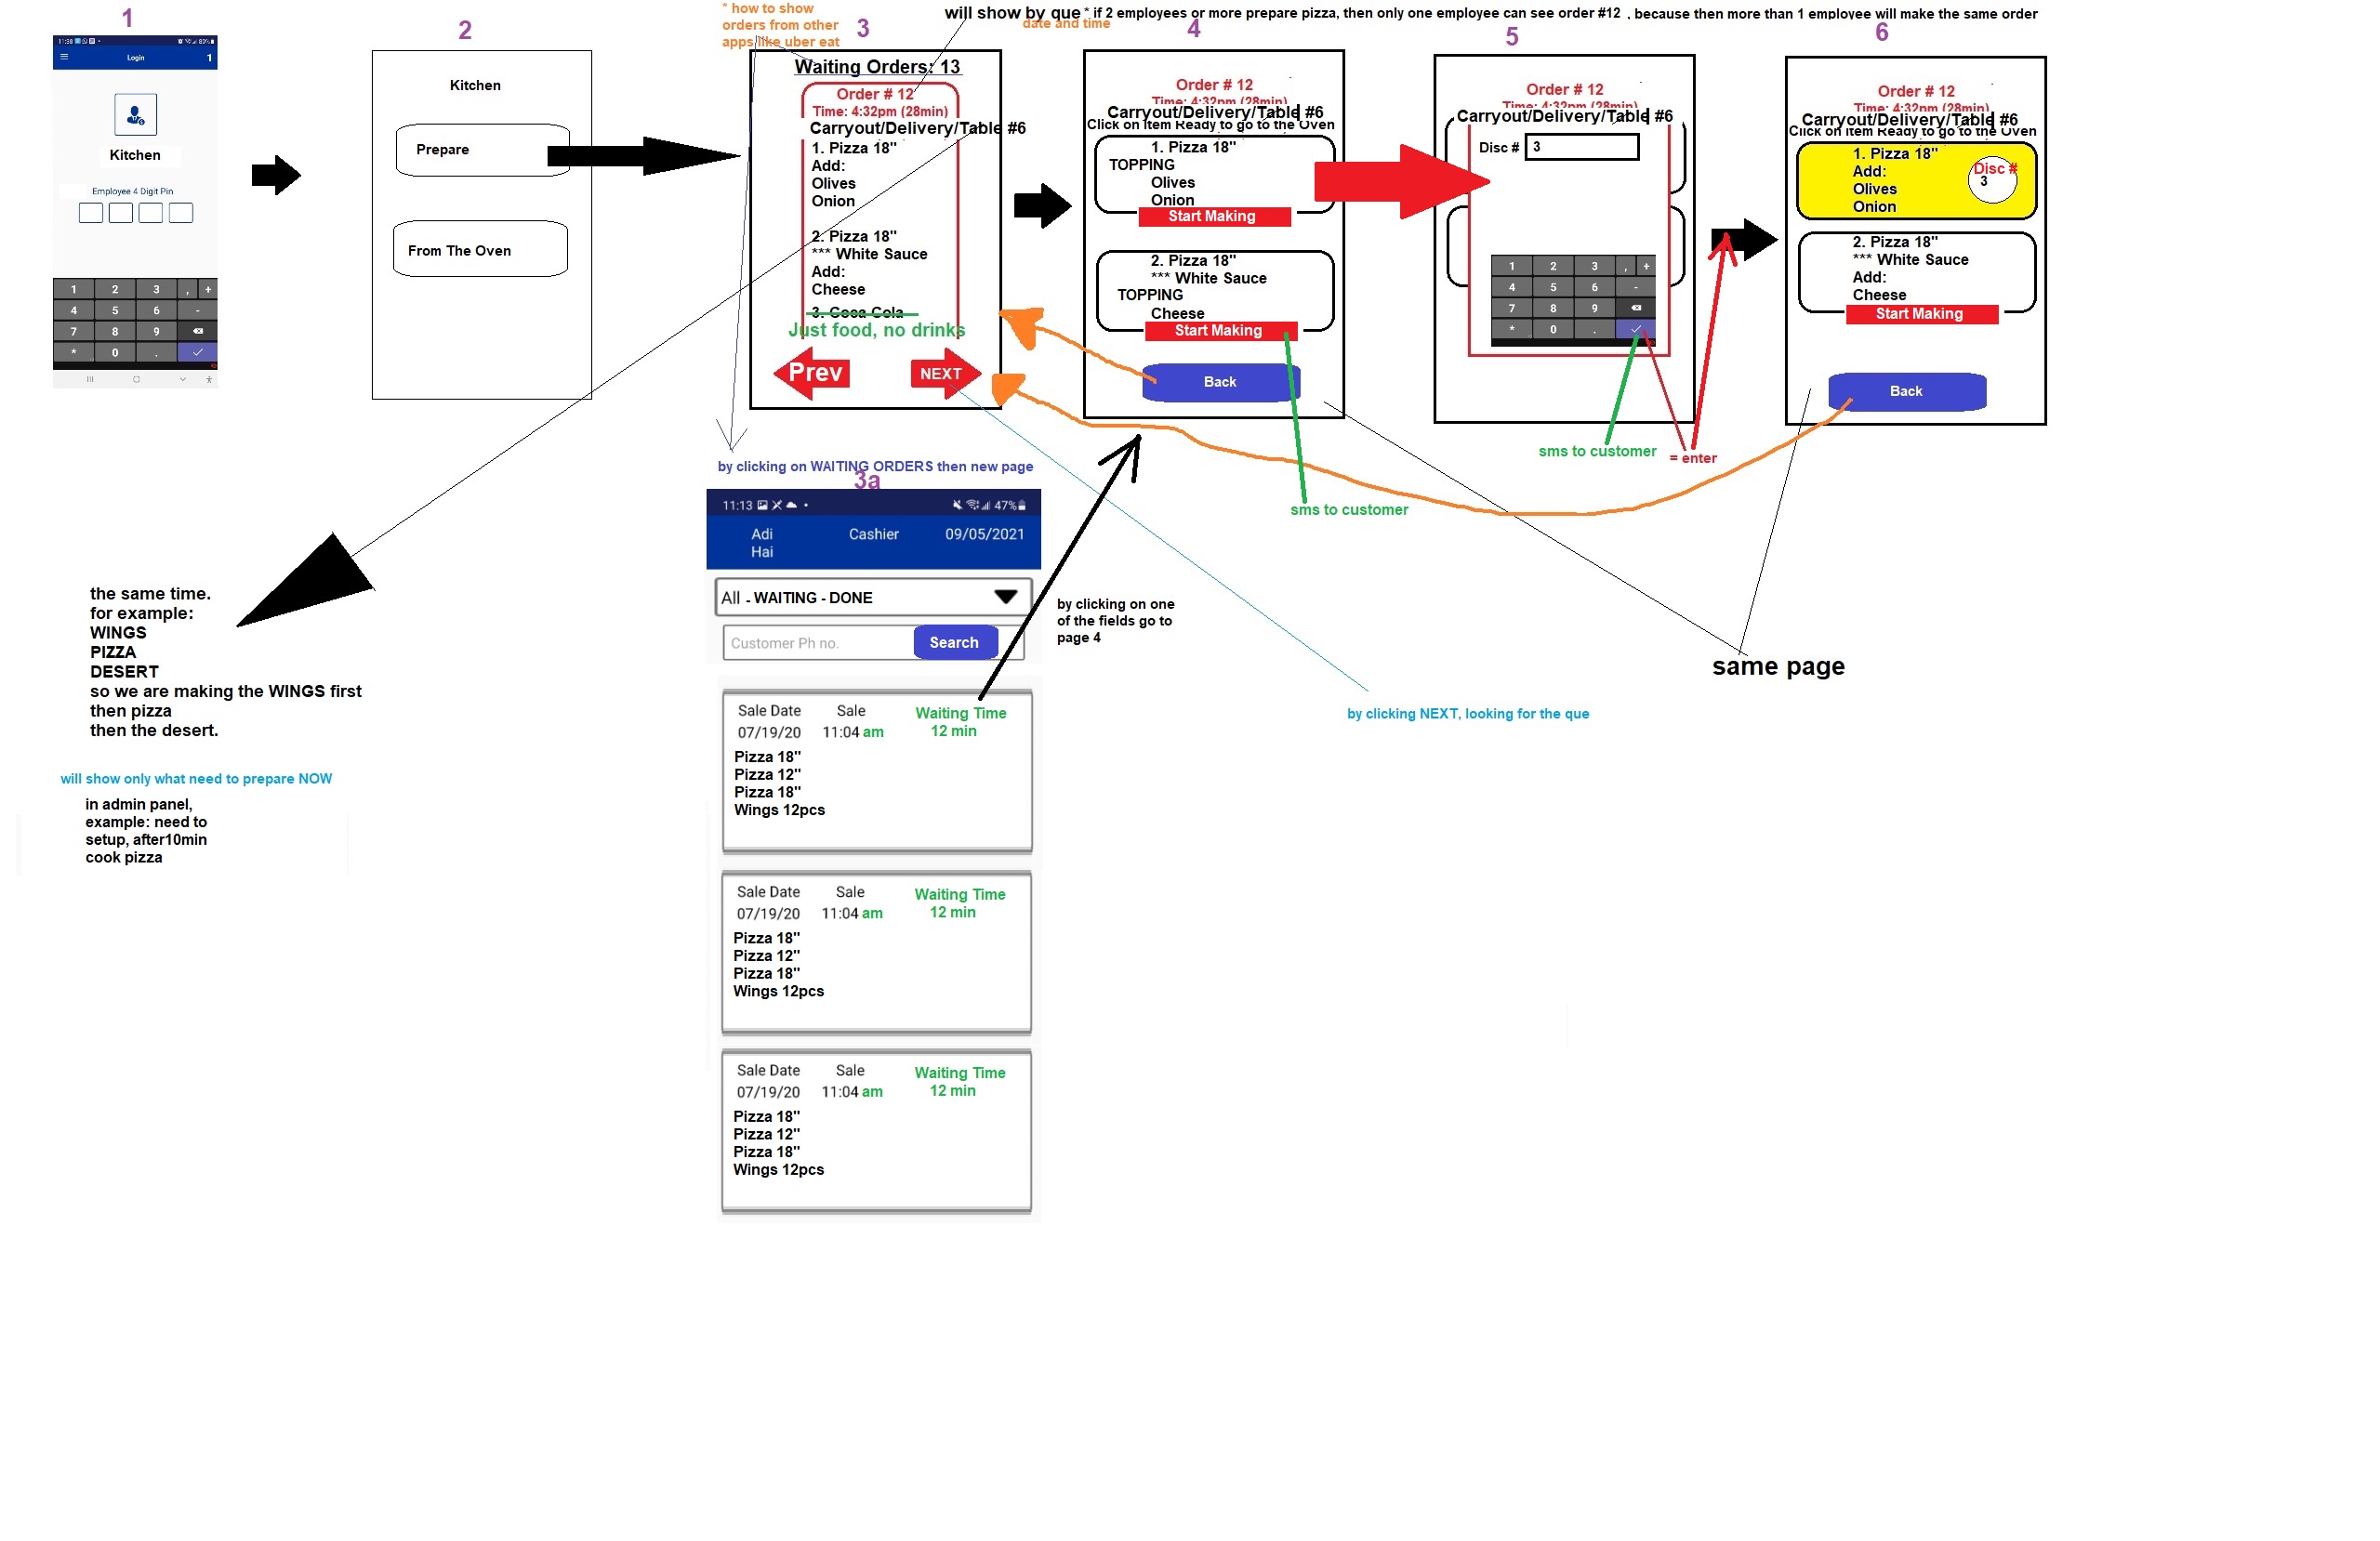 1
11:38
80%
Login
1
Kitchen
Employee 4 Digit Pin
1 2 3 , +
4 5 6 -
7 8 9
* 0 .
2
Kitchen
Prepare
From The Oven
* how to show
orders from other
apps like uber eat
3
will show by que
date and time
* if 2 employees or more prepare pizza, then only one employee can see order #12 , because then more than 1 employee will make the same order
Waiting Orders: 13
Order # 12
Time: 4:32pm (28min)
Carryout/Delivery/Table #6
1. Pizza 18"
Add:
Olives
Onion
2. Pizza 18"
*** White Sauce
Add:
Cheese
3. Coca Cola
Just food, no drinks
Prev
NEXT
4
Order # 12
Time: 4:32pm (28min)
Carryout/Delivery/Table #6
Click on Item Ready to go to the Oven
1. Pizza 18"
TOPPING
Olives
Onion
Start Making
2. Pizza 18"
*** White Sauce
TOPPING
Cheese
Start Making
Back
sms to customer
5
Order # 12
Time: 4:32pm (28min)
Carryout/Delivery/Table #6
Disc # 3
1 2 3 , +
4 5 6 -
7 8 9
* 0 .
sms to customer
= enter
6
Order # 12
Time: 4:32pm (28min)
Carryout/Delivery/Table #6
Click on Item Ready to go to the Oven
1. Pizza 18"
Add:
Olives
Onion
Disc #
3
2. Pizza 18"
*** White Sauce
Add:
Cheese
Start Making
Back
same page
by clicking NEXT, looking for the que
by clicking on WAITING ORDERS then new page
3a
11:13
47%
Adi
Hai
Cashier
09/05/2021
All - WAITING - DONE
Customer Ph no.
Search
by clicking on one
of the fields go to
page 4
Sale Date Sale Waiting Time
07/19/20 11:04 am 12 min
Pizza 18"
Pizza 12"
Pizza 18"
Wings 12pcs
Sale Date Sale Waiting Time
07/19/20 11:04 am 12 min
Pizza 18"
Pizza 12"
Pizza 18"
Wings 12pcs
Sale Date Sale Waiting Time
07/19/20 11:04 am 12 min
Pizza 18"
Pizza 12"
Pizza 18"
Wings 12pcs
the same time.
for example:
WINGS
PIZZA
DESERT
so we are making the WINGS first
then pizza
then the desert.
will show only what need to prepare NOW
in admin panel,
example: need to
setup, after10min
cook pizza